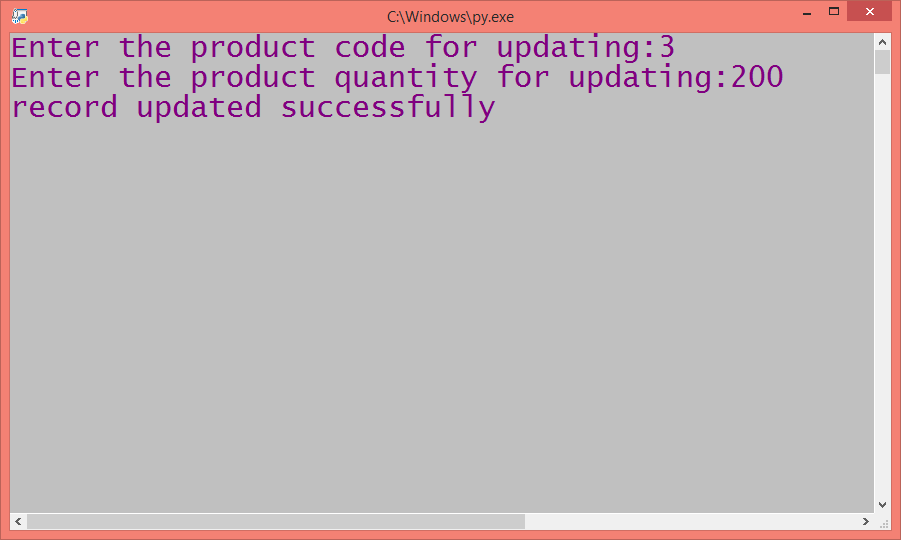 C:\Windows\py.exe
Enter the product code for updating:3
Enter the product quantity for updating:200
record updated successfully